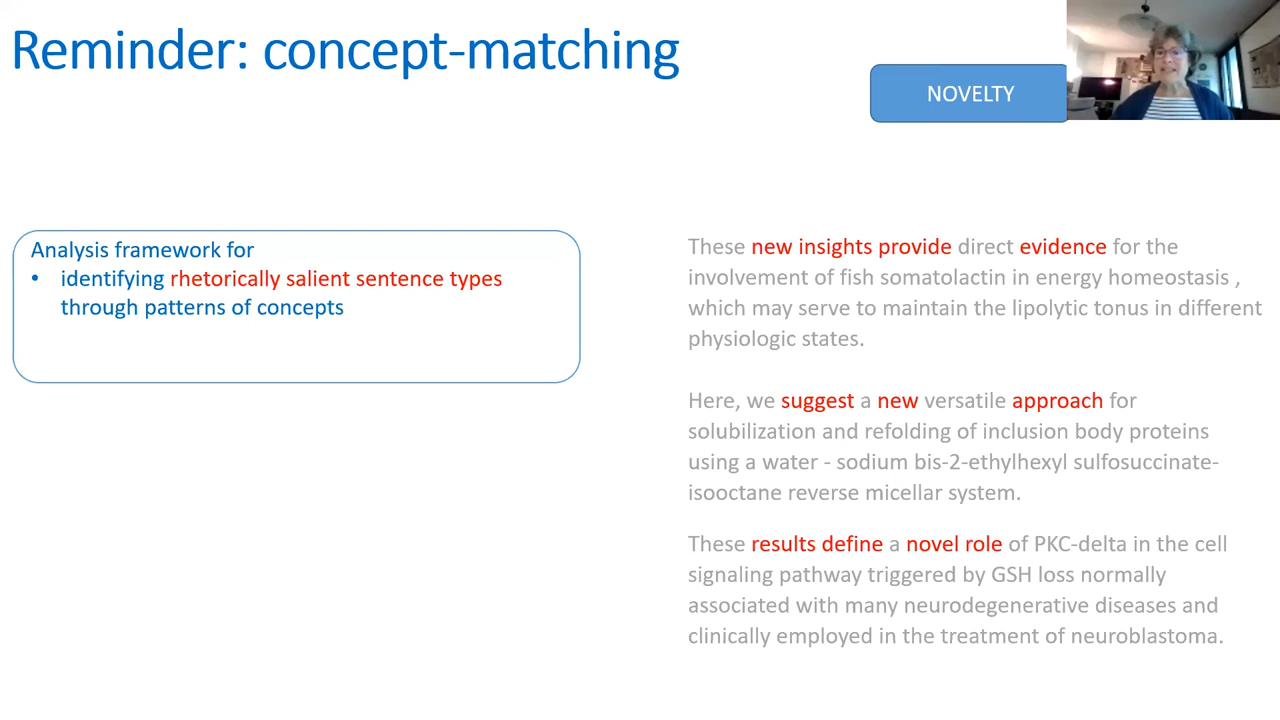 Reminder: concept-matching
NOVELTY
Analysis framework for
• identifying rhetorically salient sentence types
through patterns of concepts
These new insights provide direct evidence for the
involvement of fish somatolactin in energy homeostasis ,
which may serve to maintain the lipolytic tonus in different
physiologic states.
Here, we suggest a new versatile approach for
solubilization and refolding of inclusion body proteins
using a water - sodium bis-2-ethylhexyl sulfosuccinate-
isooctane reverse micellar system.
These results define a novel role of PKC-delta in the cell
signaling pathway triggered by GSH loss normally
associated with many neurodegenerative diseases and
clinically employed in the treatment of neuroblastoma.